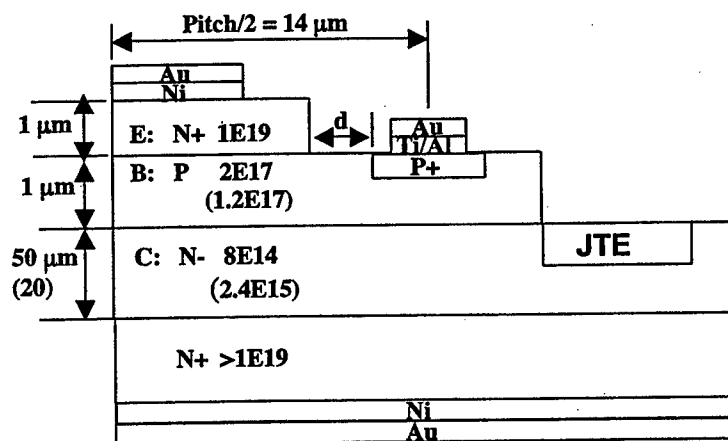 Pitch/2 = 14 µm
Au
Ni
1 µm
E: N+ 1E19
d
Au
Ti/Al
P+
1 µm
B: P 2E17
(1.2E17)
50 µm
(20)
C: N- 8E14
(2.4E15)
JTE
N+ >1E19
Ni
Au